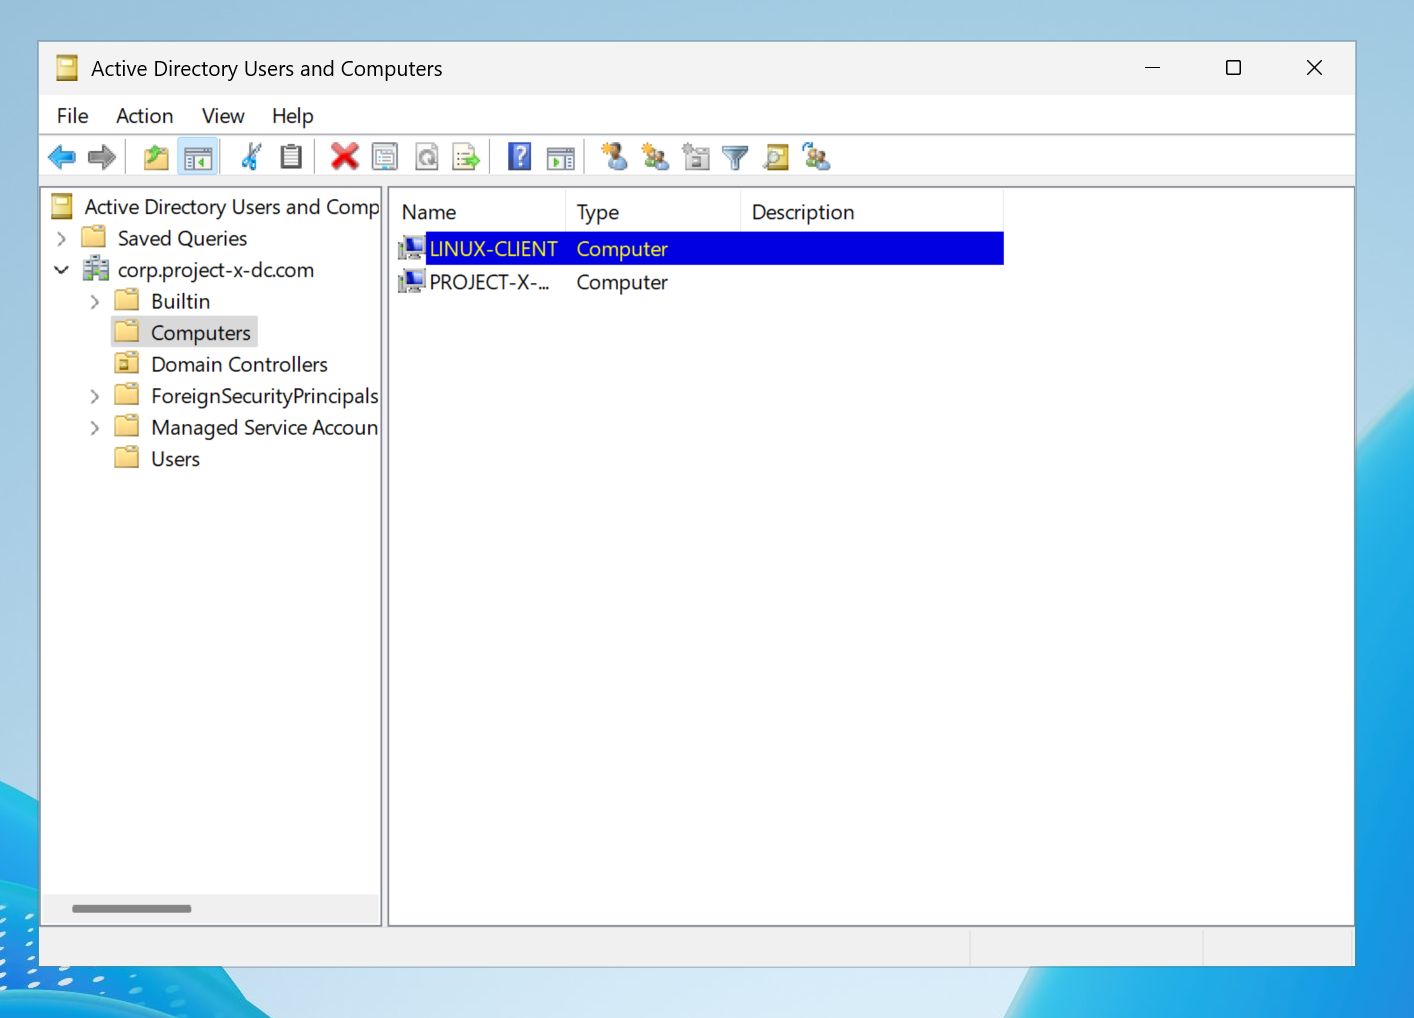 Active Directory Users and Computers
File Action View Help
Active Directory Users and Comp
Saved Queries
corp.project-x-dc.com
Builtin
Computers
Domain Controllers
ForeignSecurityPrincipals
Managed Service Accoun
Users
Name Type Description
LINUX-CLIENT Computer
PROJECT-X-... Computer